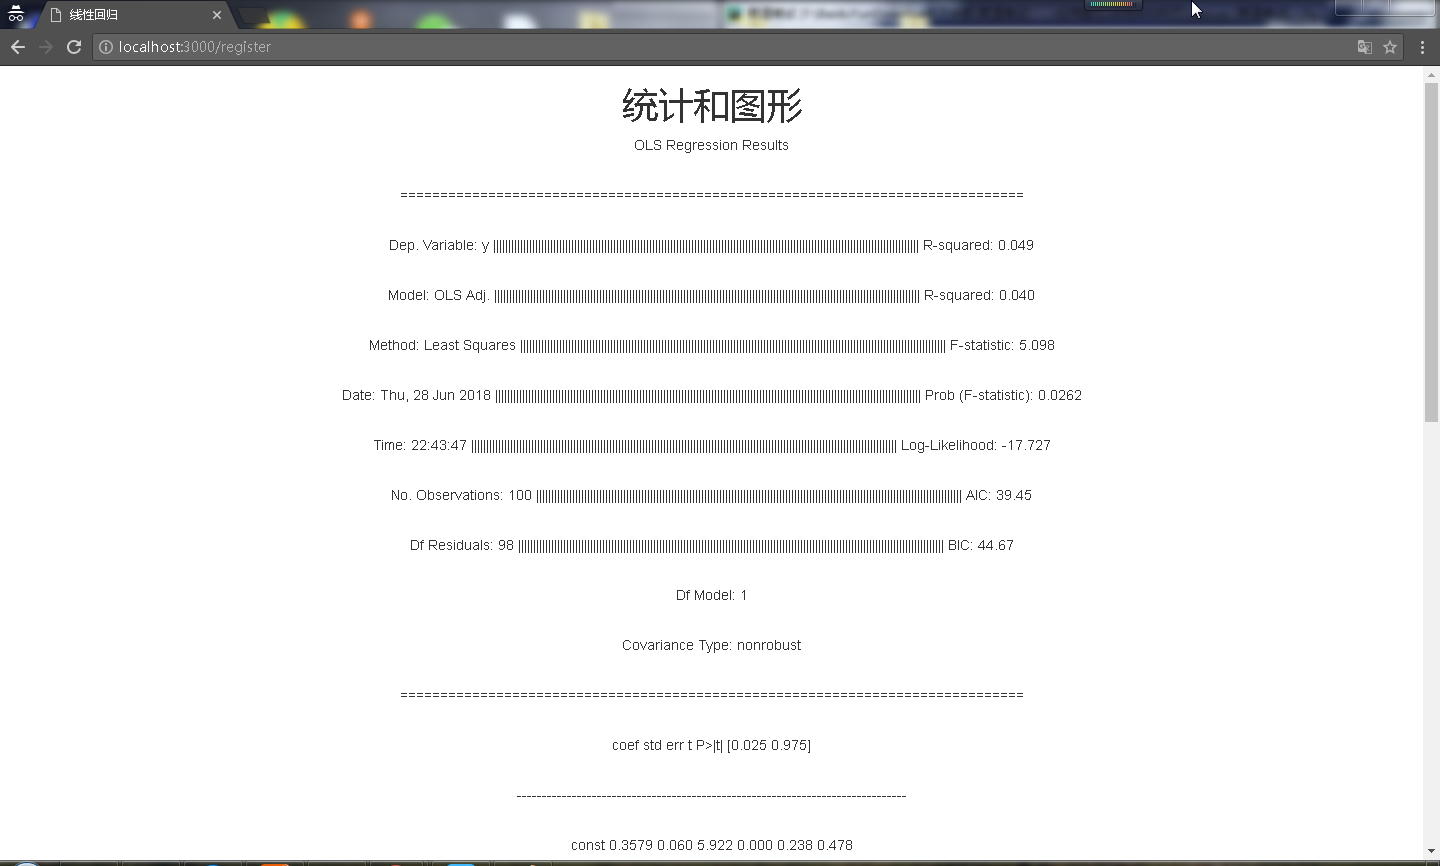 线性回归
localhost:3000/register
统计和图形
OLS Regression Results
==============================================================================
Dep. Variable: y ||||||||||||||||||||||||||||||||||||||||||||||||||||||||||||||||||||||||||||||||||||||||||||||||||||||||||||||||||||||||||||||||||||||||||||||| R-squared: 0.049
Model: OLS Adj. ||||||||||||||||||||||||||||||||||||||||||||||||||||||||||||||||||||||||||||||||||||||||||||||||||||||||||||||||||||||||||||||||||||||||||||||| R-squared: 0.040
Method: Least Squares ||||||||||||||||||||||||||||||||||||||||||||||||||||||||||||||||||||||||||||||||||||||||||||||||||||||||||||||||||||||||||||||||||||||||||||||| F-statistic: 5.098
Date: Thu, 28 Jun 2018 ||||||||||||||||||||||||||||||||||||||||||||||||||||||||||||||||||||||||||||||||||||||||||||||||||||||||||||||||||||||||||||||||||||||||||||||| Prob (F-statistic): 0.0262
Time: 22:43:47 ||||||||||||||||||||||||||||||||||||||||||||||||||||||||||||||||||||||||||||||||||||||||||||||||||||||||||||||||||||||||||||||||||||||||||||||| Log-Likelihood: -17.727
No. Observations: 100 ||||||||||||||||||||||||||||||||||||||||||||||||||||||||||||||||||||||||||||||||||||||||||||||||||||||||||||||||||||||||||||||||||||||||||||||| AIC: 39.45
Df Residuals: 98 ||||||||||||||||||||||||||||||||||||||||||||||||||||||||||||||||||||||||||||||||||||||||||||||||||||||||||||||||||||||||||||||||||||||||||||||| BIC: 44.67
Df Model: 1
Covariance Type: nonrobust
==============================================================================
coef std err t P>|t| [0.025 0.975]
------------------------------------------------------------------------------
const 0.3579 0.060 5.922 0.000 0.238 0.478